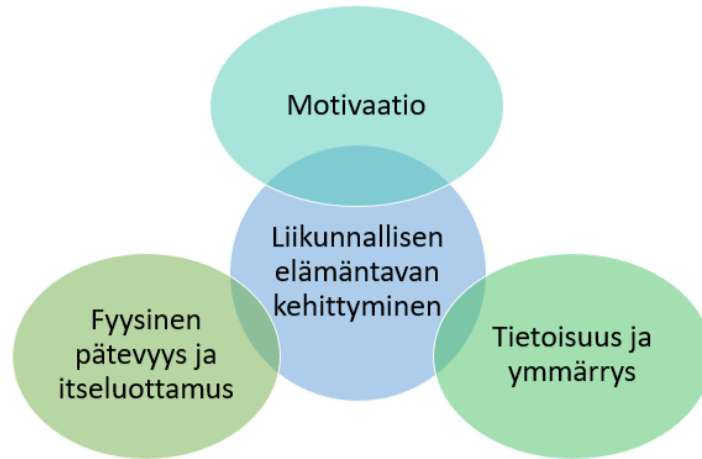 Motivaatio
Liikunnallisen
elämäntavan
kehittyminen
Fyysinen
pätevyys ja
itseluottamus
Tietoisuus ja
ymmärrys